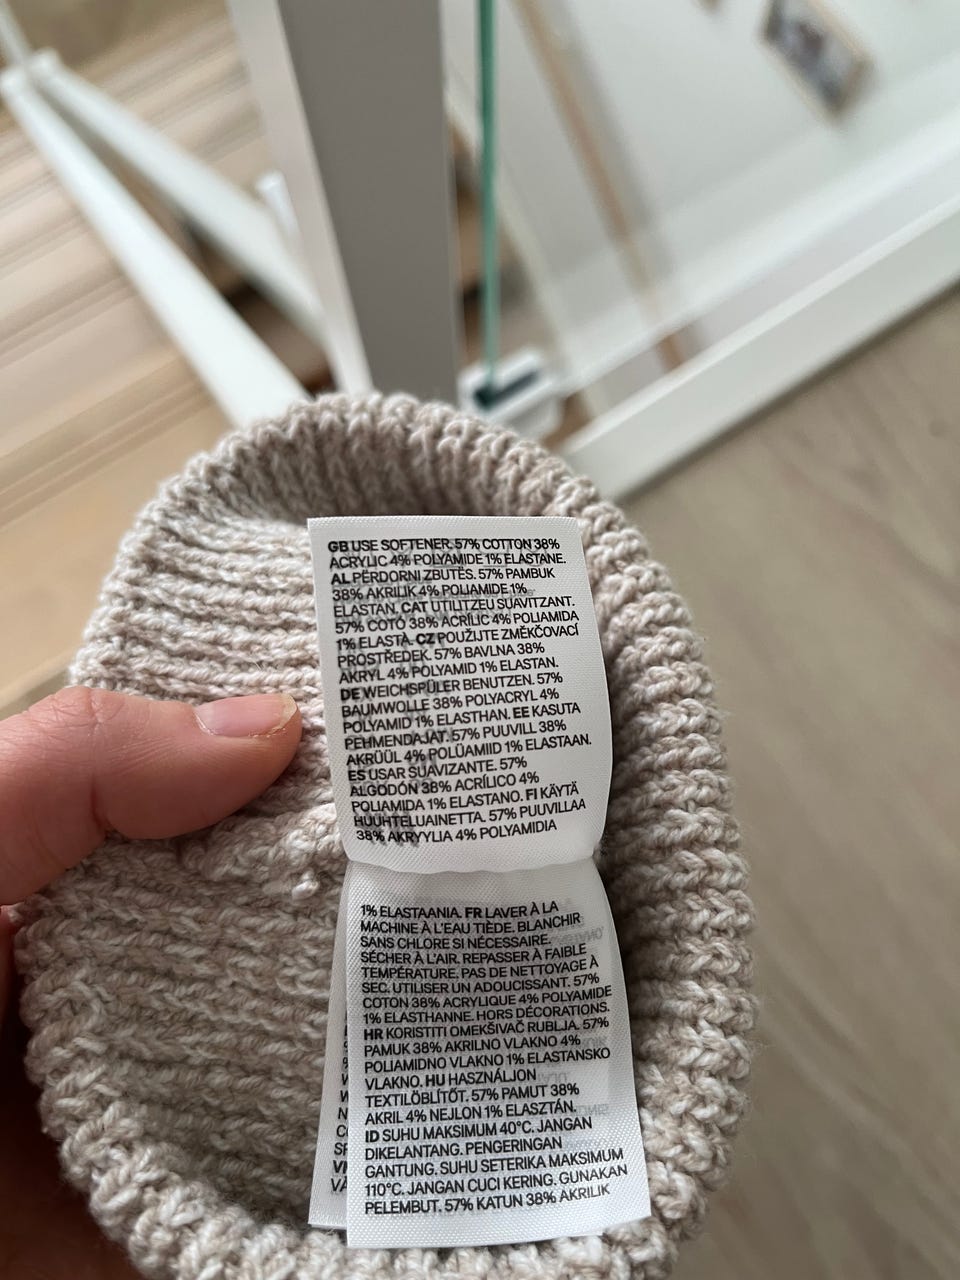 GB USE SOFTENER. 57% COTTON 38%
ACRYLIC 4% POLYAMIDE 1% ELASTANE.
AL PËRDORNI ZBUTËS. 57% PAMBUK
38% AKRILIK 4% POLIAMIDE 1%
ELASTAN. CAT UTILITZEU SUAVITZANT.
57% COTÓ 38% ACRÍLIC 4% POLIAMIDA
1% ELASTÀ. CZ POUŽIJTE ZMĚKČOVACÍ
PROSTŘEDEK. 57% BAVLNA 38%
AKRYL 4% POLYAMID 1% ELASTAN.
DE WEICHSPÜLER BENUTZEN. 57%
BAUMWOLLE 38% POLYACRYL 4%
POLYAMID 1% ELASTHAN. EE KASUTA
PEHMENDAJAT. 57% PUUVILL 38%
AKRÜÜL 4% POLÜAMIID 1% ELASTAAN.
ES USAR SUAVIZANTE. 57%
ALGODÓN 38% ACRÍLICO 4%
POLIAMIDA 1% ELASTANO. FI KÄYTÄ
HUUHTELUAINETTA. 57% PUUVILLAA
38% AKRYYLIA 4% POLYAMIDIA
1% ELASTAANIA. FR LAVER À LA
MACHINE À L'EAU TIÈDE. BLANCHIR
SANS CHLORE SI NÉCESSAIRE.
SÉCHER À L'AIR. REPASSER À FAIBLE
TEMPÉRATURE. PAS DE NETTOYAGE À
SEC. UTILISER UN ADOUCISSANT. 57%
COTON 38% ACRYLIQUE 4% POLYAMIDE
1% ELASTHANNE. HORS DÉCORATIONS.
HR KORISTITI OMEKŠIVAČ RUBLJA. 57%
PAMUK 38% AKRILNO VLAKNO 4%
POLIAMIDNO VLAKNO 1% ELASTANSKO
VLAKNO. HU HASZNÁLJON
TEXTILÖBLÍTŐT. 57% PAMUT 38%
AKRIL 4% NEJLON 1% ELASZTÁN.
ID SUHU MAKSIMUM 40°C. JANGAN
DIKELANTANG. PENGERINGAN
GANTUNG. SUHU SETERIKA MAKSIMUM
110°C. JANGAN CUCI KERING. GUNAKAN
PELEMBUT. 57% KATUN 38% AKRILIK